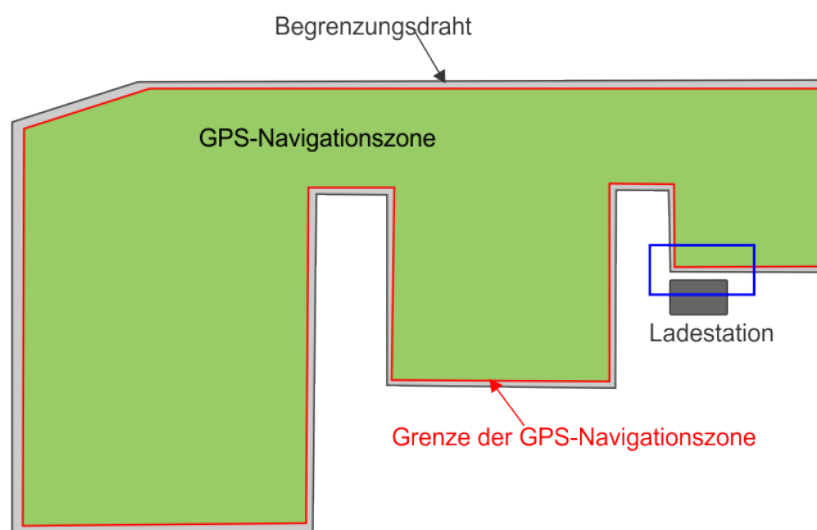 Begrenzungsdraht
GPS-Navigationszone
Ladestation
Grenze der GPS-Navigationszone